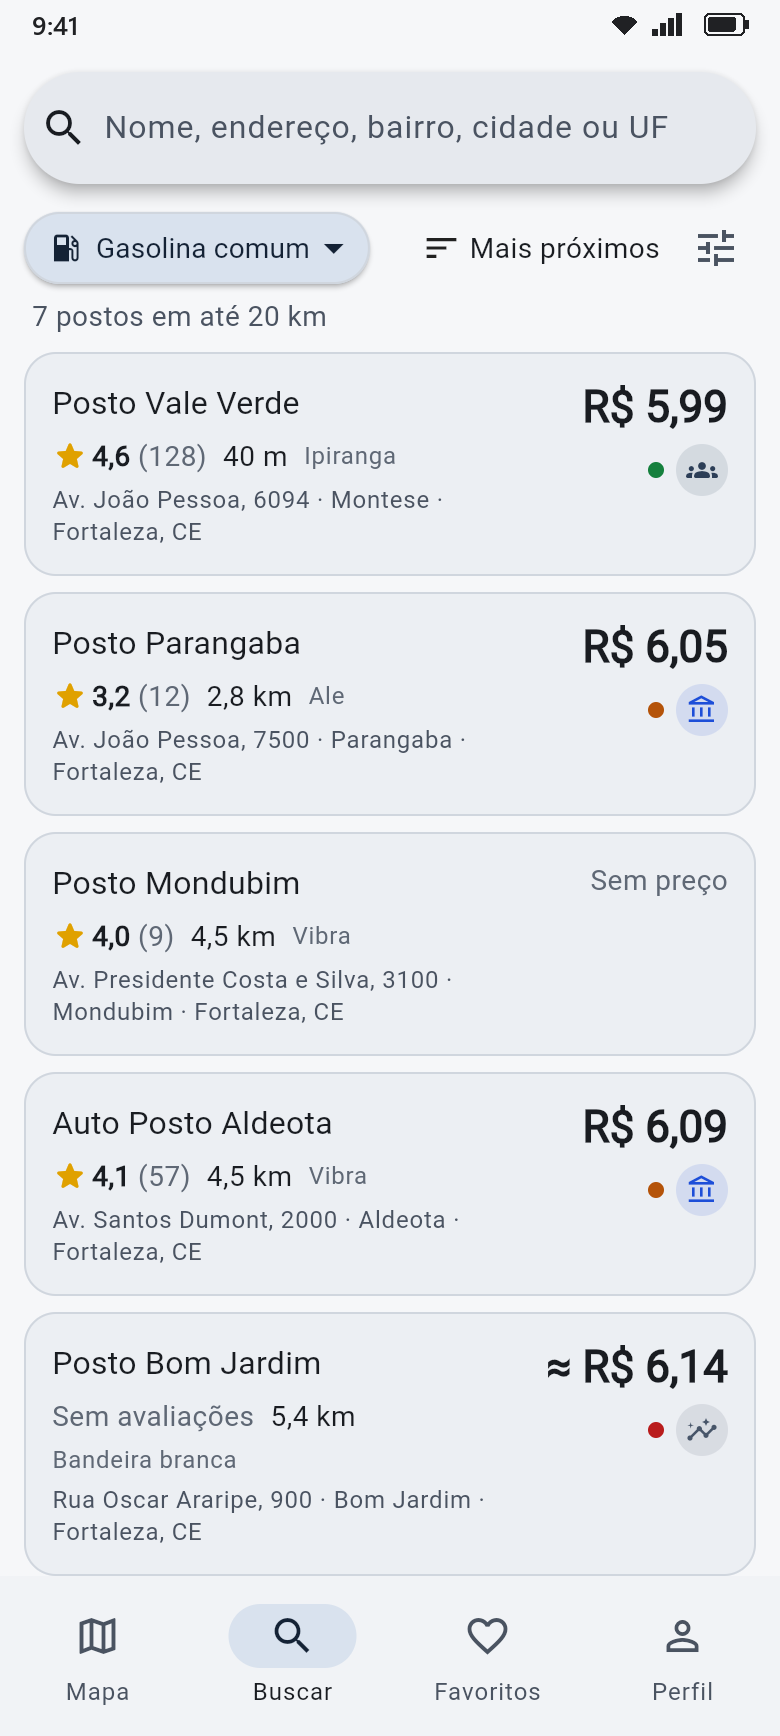 9:41
Nome, endereço, bairro, cidade ou UF
Gasolina comum
Mais próximos
7 postos em até 20 km
Posto Vale Verde
R$ 5,99
4,6 (128) 40 m Ipiranga
Av. João Pessoa, 6094 · Montese ·
Fortaleza, CE
Posto Parangaba
R$ 6,05
3,2 (12) 2,8 km Ale
Av. João Pessoa, 7500 · Parangaba ·
Fortaleza, CE
Posto Mondubim
Sem preço
4,0 (9) 4,5 km Vibra
Av. Presidente Costa e Silva, 3100 ·
Mondubim · Fortaleza, CE
Auto Posto Aldeota
R$ 6,09
4,1 (57) 4,5 km Vibra
Av. Santos Dumont, 2000 · Aldeota ·
Fortaleza, CE
Posto Bom Jardim
≈ R$ 6,14
Sem avaliações 5,4 km
Bandeira branca
Rua Oscar Araripe, 900 · Bom Jardim ·
Fortaleza, CE
Mapa
Buscar
Favoritos
Perfil